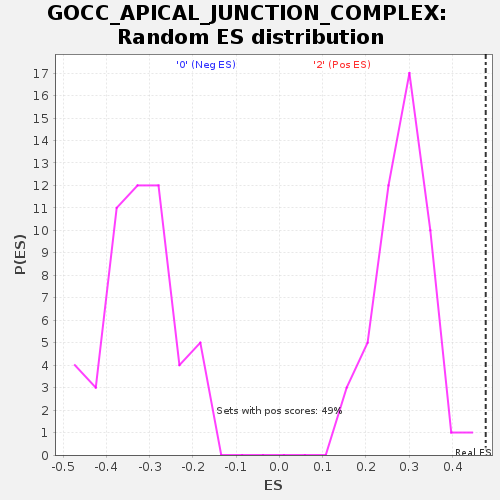 GOCC_APICAL_JUNCTION_COMPLEX:
Random ES distribution
'0' (Neg ES)
'2' (Pos ES)
17
16
15
14
13
12
11
10
9
8
7
6
5
4
3
2
1
0
P(ES)
Sets with pos scores: 49%
Real ES
-0.5 -0.4 -0.3 -0.2 -0.1 0.0 0.1 0.2 0.3 0.4
ES